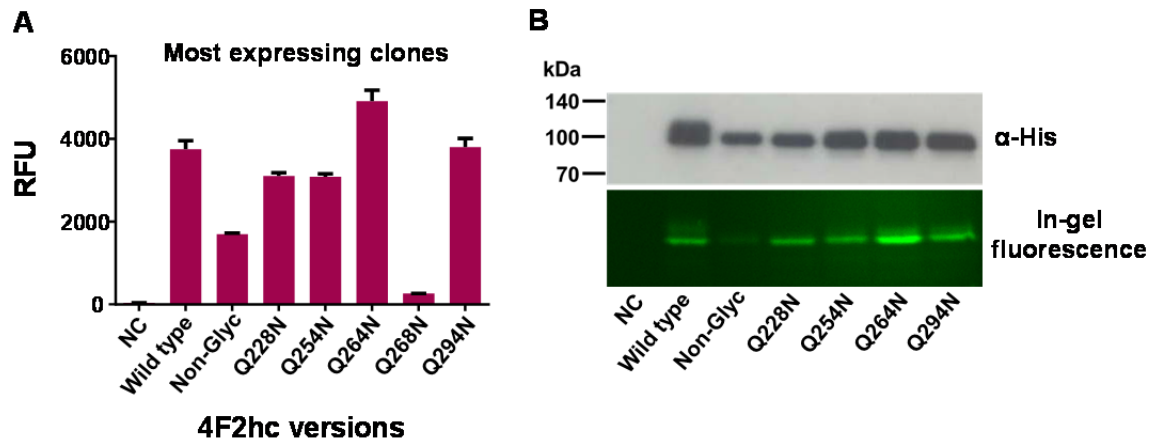 A
Most expressing clones
RFU
6000
4000
2000
0
NC
Wild type
Non-Glyc
Q228N
Q254N
Q264N
Q268N
Q294N
4F2hc versions
B
kDa
140
100
70
α-His
In-gel
fluorescence
NC
Wild type
Non-Glyc
Q228N
Q254N
Q264N
Q294N